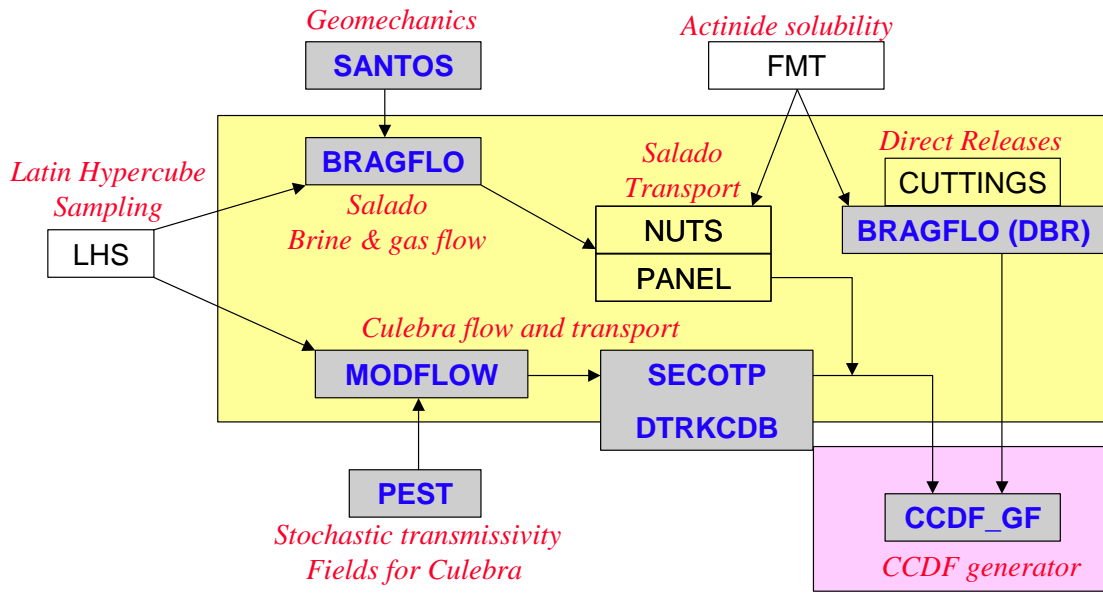 Geomechanics
SANTOS
Actinide solubility
FMT
Latin Hypercube
Sampling
LHS
BRAGFLO
Salado
Brine & gas flow
Salado
Transport
NUTS
PANEL
Direct Releases
CUTTINGS
BRAGFLO (DBR)
Culebra flow and transport
MODFLOW
SECOTP
DTRKCDB
PEST
Stochastic transmissivity
Fields for Culebra
CCDF_GF
CCDF generator